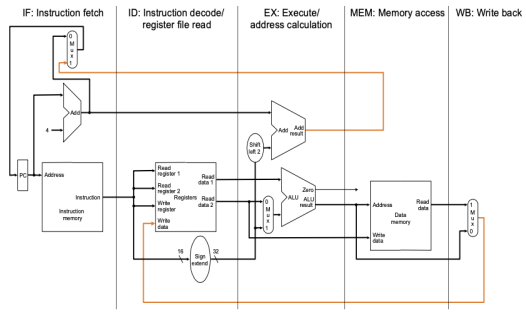 IF: Instruction fetch
ID: Instruction decode/
register file read
EX: Execute/
address calculation
MEM: Memory access
WB: Write back
0
M
u
x
1
Add
4
Add
Add
result
Shift
left 2
PC
Address
Instruction
Instruction
memory
Read
register 1
Read
register 2
Registers
Write
register
Write
data
Read
data 1
Read
data 2
0
M
u
x
1
Zero
ALU
ALU
result
Address
Read
data
Data
memory
Write
data
1
M
u
x
0
16
Sign
extend
32